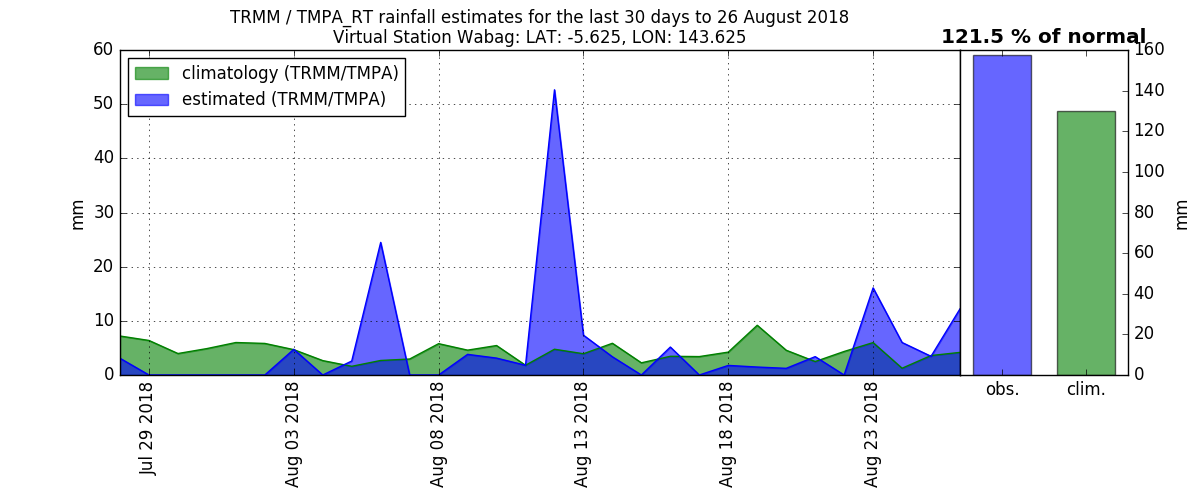 TRMM / TMPA_RT rainfall estimates for the last 30 days to 26 August 2018
Virtual Station Wabag: LAT: -5.625, LON: 143.625
121.5 % of normal
climatology (TRMM/TMPA)
estimated (TRMM/TMPA)
60
50
40
30
20
10
0
mm
Jul 29 2018
Aug 03 2018
Aug 08 2018
Aug 13 2018
Aug 18 2018
Aug 23 2018
obs.
clim.
160
140
120
100
80
60
40
20
0
mm